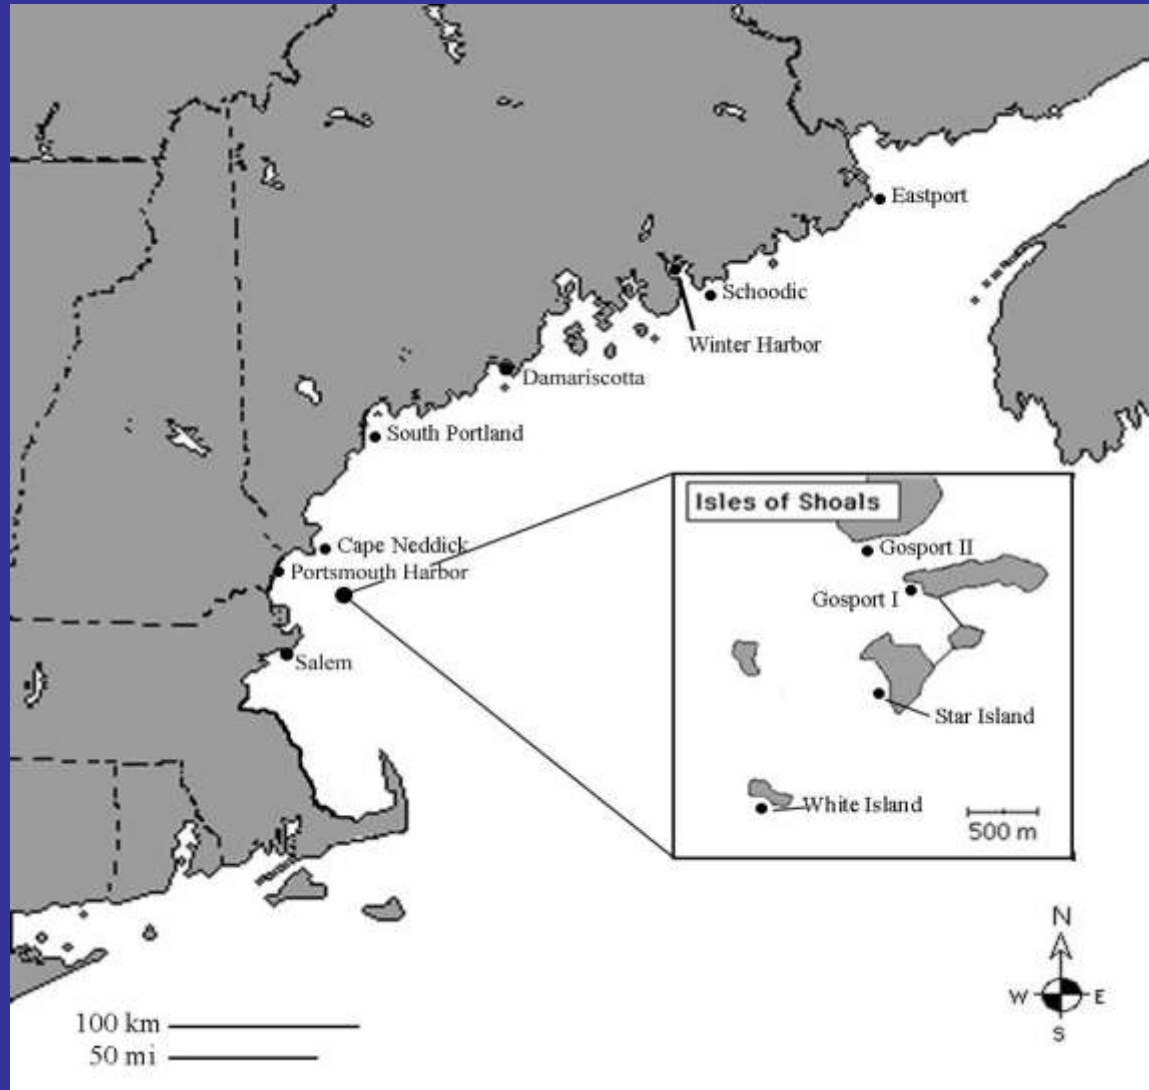 Eastport
Schoodic
Winter Harbor
Damariscotta
South Portland
Isles of Shoals
Cape Neddick
Gosport II
Portsmouth Harbor
Gosport I
Salem
Star Island
White Island
500 m
N
W E
S
100 km
50 mi